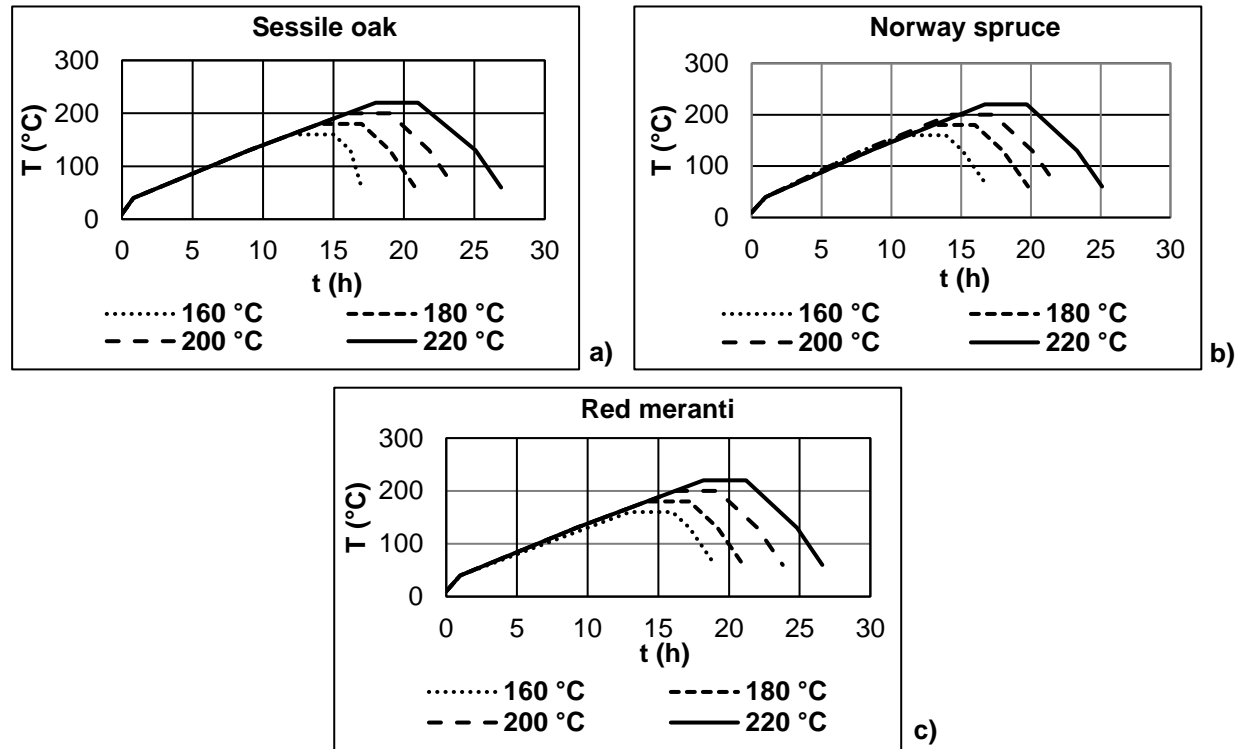 Sessile oak
300
200
100
0
T (°C)
0 5 10 15 20 25 30
t (h)
160 °C 180 °C
200 °C 220 °C
a)
Norway spruce
300
200
100
0
T (°C)
0 5 10 15 20 25 30
t (h)
160 °C 180 °C
200 °C 220 °C
b)
Red meranti
300
200
100
0
T (°C)
0 5 10 15 20 25 30
t (h)
160 °C 180 °C
200 °C 220 °C
c)